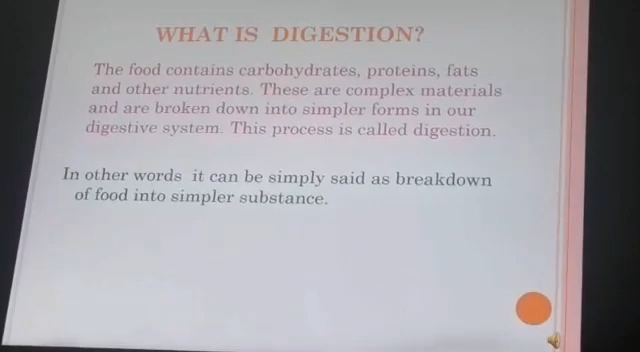 WHAT IS DIGESTION?
The food contains carbohydrates, proteins, fats
and other nutrients. These are complex materials
and are broken down into simpler forms in our
digestive system. This process is called digestion.
In other words it can be simply said as breakdown
of food into simpler substance.